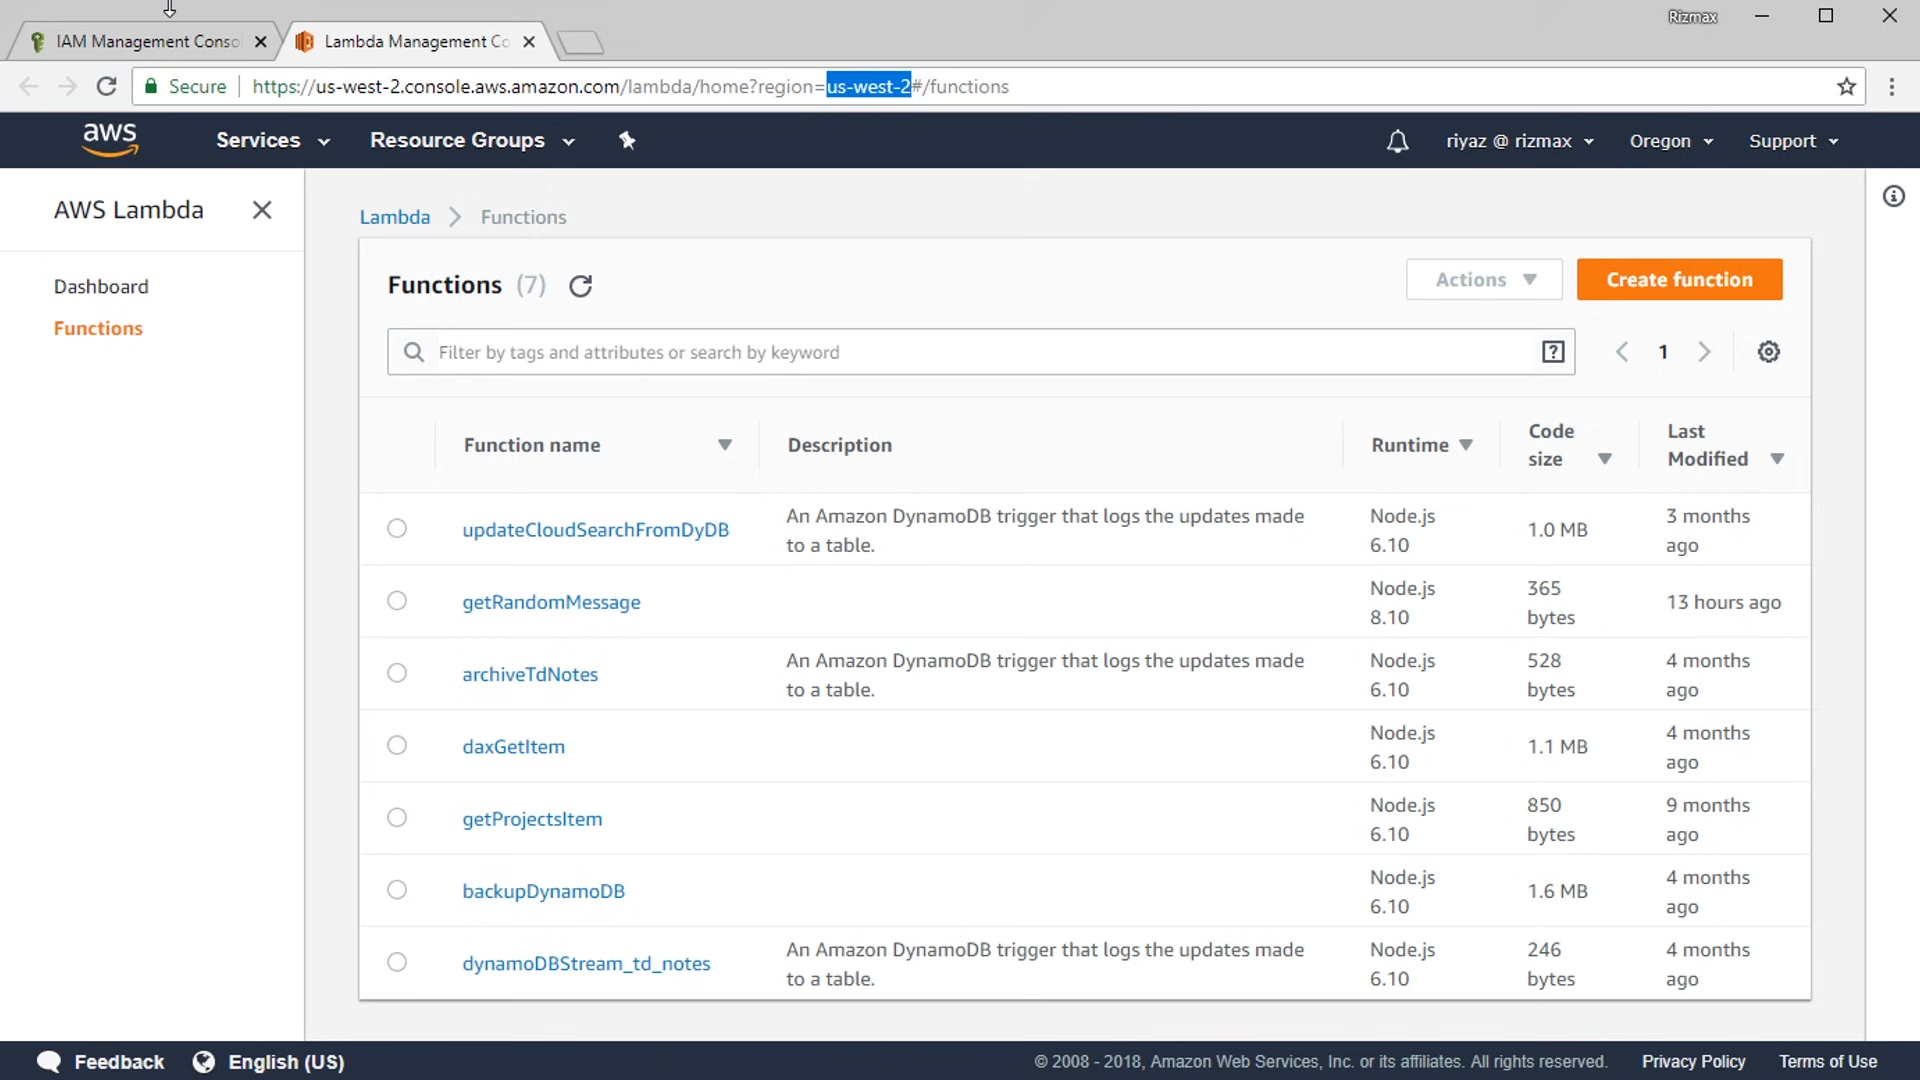 Rizmax
IAM Management Conso
Lambda Management Co
Secure
https://us-west-2.console.aws.amazon.com/lambda/home?region=us-west-2#/functions
aws
Services
Resource Groups
riyaz @ rizmax
Oregon
Support
AWS Lambda
Dashboard
Functions
Lambda
Functions
Functions (7)
Actions
Create function
Filter by tags and attributes or search by keyword
?
1
Function name
Description
Runtime
Code
size
Last
Modified
updateCloudSearchFromDyDB
An Amazon DynamoDB trigger that logs the updates made
to a table.
Node.js
6.10
1.0 MB
3 months
ago
getRandomMessage
Node.js
8.10
365
bytes
13 hours ago
archiveTdNotes
An Amazon DynamoDB trigger that logs the updates made
to a table.
Node.js
6.10
528
bytes
4 months
ago
daxGetItem
Node.js
6.10
1.1 MB
4 months
ago
getProjectsItem
Node.js
6.10
850
bytes
9 months
ago
backupDynamoDB
Node.js
6.10
1.6 MB
4 months
ago
dynamoDBStream_td_notes
An Amazon DynamoDB trigger that logs the updates made
to a table.
Node.js
6.10
246
bytes
4 months
ago
Feedback
English (US)
© 2008 - 2018, Amazon Web Services, Inc. or its affiliates. All rights reserved.
Privacy Policy
Terms of Use